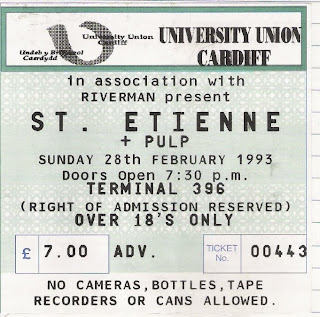 University Union
Cardiff
Undeb y Brifysgol
Caerdydd
UNIVERSITY UNION
CARDIFF
in association with
RIVERMAN present
ST. ETIENNE
+ PULP
SUNDAY 28th FEBRUARY 1993
Doors Open 7:30 p.m.
TERMINAL 396
(RIGHT OF ADMISSION RESERVED)
OVER 18'S ONLY
£ 7.00 ADV. TICKET No. 00443
NO CAMERAS,BOTTLES,TAPE
RECORDERS OR CANS ALLOWED.